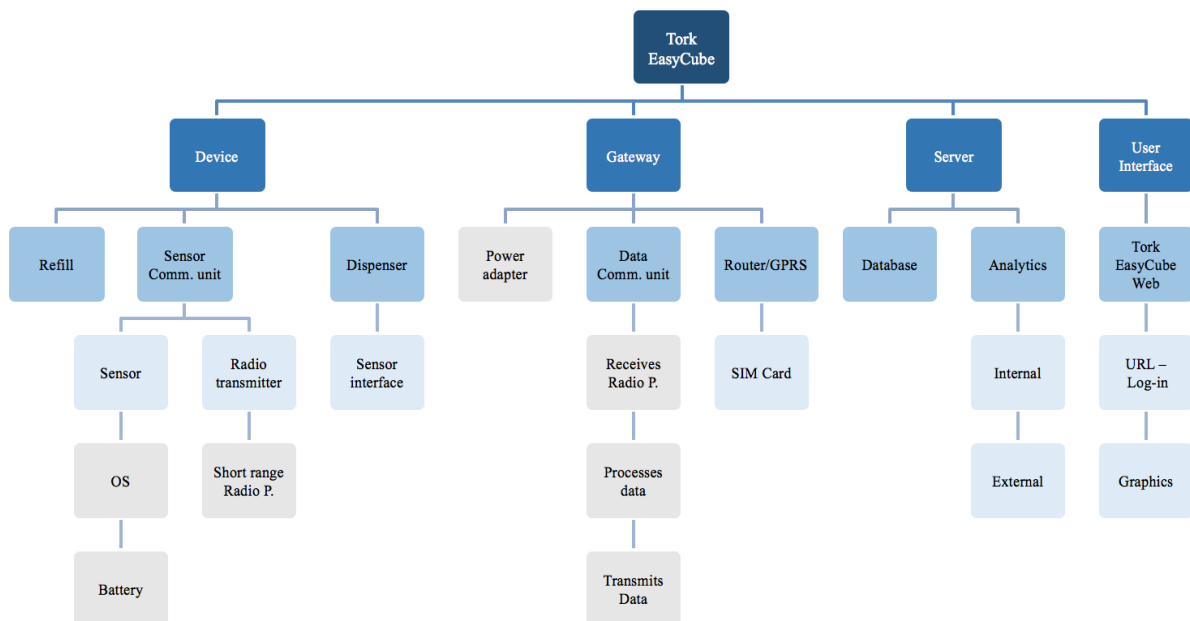 Tork
EasyCube
Device
Gateway
Server
User
Interface
Refill
Sensor
Comm. unit
Dispenser
Power
adapter
Data
Comm. unit
Router/GPRS
Database
Analytics
Tork
EasyCube
Web
Sensor
Radio
transmitter
Sensor
interface
Receives
Radio P.
SIM Card
Internal
URL –
Log-in
OS
Short range
Radio P.
Processes
data
External
Graphics
Battery
Transmits
Data